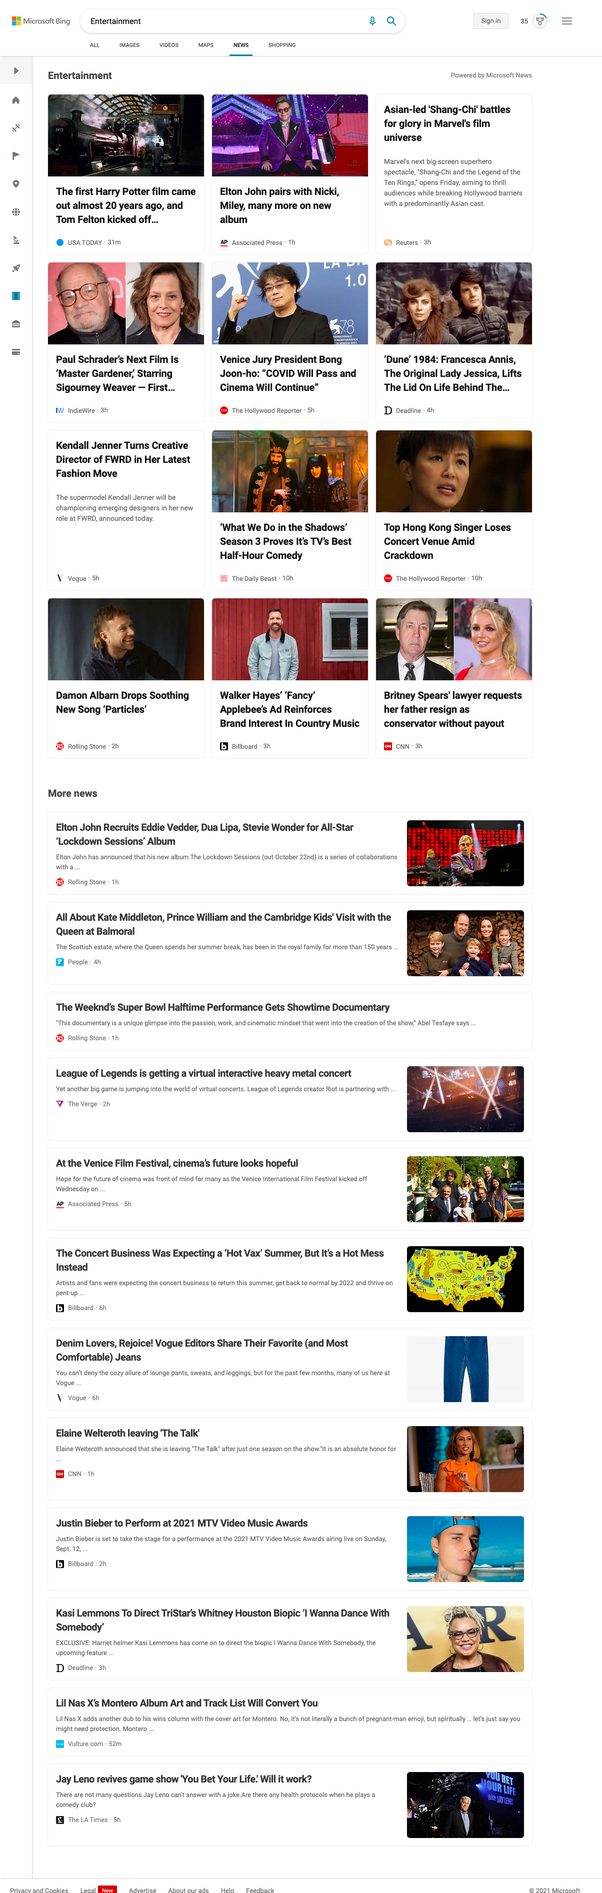 Microsoft Bing
Entertainment
Sign in
35
ALL
IMAGES
VIDEOS
MAPS
NEWS
SHOPPING
Entertainment
Powered by Microsoft News
The first Harry Potter film came
out almost 20 years ago, and
Tom Felton kicked off...
USA TODAY · 31m
Elton John pairs with Nicki,
Miley, many more on new
album
AP Associated Press · 1h
Asian-led 'Shang-Chi' battles
for glory in Marvel's film
universe
Marvel's next big-screen superhero
spectacle, "Shang-Chi and the Legend of the
Ten Rings," opens Friday, aiming to thrill
audiences while breaking Hollywood barriers
with a predominantly Asian cast.
Reuters · 3h
Paul Schrader's Next Film Is
'Master Gardener,' Starring
Sigourney Weaver — First...
IndieWire · 3h
LA BI
1.0
78
Venice Jury President Bong
Joon-ho: "COVID Will Pass and
Cinema Will Continue"
The Hollywood Reporter · 5h
'Dune' 1984: Francesca Annis,
The Original Lady Jessica, Lifts
The Lid On Life Behind The...
Deadline · 4h
Kendall Jenner Turns Creative
Director of FWRD in Her Latest
Fashion Move
The supermodel Kendall Jenner will be
championing emerging designers in her new
role at FWRD, announced today.
Vogue · 5h
'What We Do in the Shadows'
Season 3 Proves It's TV's Best
Half-Hour Comedy
The Daily Beast · 10h
Top Hong Kong Singer Loses
Concert Venue Amid
Crackdown
The Hollywood Reporter · 10h
Damon Albarn Drops Soothing
New Song 'Particles'
Rolling Stone · 2h
Walker Hayes' 'Fancy'
Applebee's Ad Reinforces
Brand Interest In Country Music
Billboard · 3h
Britney Spears' lawyer requests
her father resign as
conservator without payout
CNN · 3h
More news
Elton John Recruits Eddie Vedder, Dua Lipa, Stevie Wonder for All-Star
'Lockdown Sessions' Album
Elton John has announced that his new album The Lockdown Sessions (out October 22nd) is a series of collaborations
with a ...
Rolling Stone · 1h
All About Kate Middleton, Prince William and the Cambridge Kids' Visit with the
Queen at Balmoral
The Scottish estate, where the Queen spends her summer break, has been in the royal family for more than 150 years ...
People · 4h
The Weeknd's Super Bowl Halftime Performance Gets Showtime Documentary
"This documentary is a unique glimpse into the passion, work, and cinematic mindset that went into the creation of the show," Abel Tesfaye says ...
Rolling Stone · 1h
League of Legends is getting a virtual interactive heavy metal concert
Yet another big game is jumping into the world of virtual concerts. League of Legends creator Riot is partnering with ...
The Verge · 2h
At the Venice Film Festival, cinema's future looks hopeful
Hope for the future of cinema was front of mind for many as the Venice International Film Festival kicked off
Wednesday on ...
AP Associated Press · 5h
The Concert Business Was Expecting a 'Hot Vax' Summer, But It's a Hot Mess
Instead
Artists and fans were expecting the concert business to return this summer, get back to normal by 2022 and thrive on
pent-up ...
Billboard · 6h
Denim Lovers, Rejoice! Vogue Editors Share Their Favorite (and Most
Comfortable) Jeans
You can't deny the cozy allure of lounge pants, sweats, and leggings, but for the past few months, many of us here at
Vogue ...
Vogue · 6h
Elaine Welteroth leaving 'The Talk'
Elaine Welteroth announced that she is leaving "The Talk" after just one season on the show."It is an absolute honor for
...
CNN · 1h
Justin Bieber to Perform at 2021 MTV Video Music Awards
Justin Bieber is set to take the stage for a performance at the 2021 MTV Video Music Awards airing live on Sunday,
Sept. 12, ...
Billboard · 2h
Kasi Lemmons To Direct TriStar's Whitney Houston Biopic 'I Wanna Dance With
Somebody'
EXCLUSIVE: Harriet helmer Kasi Lemmons has come on to direct the biopic I Wanna Dance With Somebody, the
upcoming feature ...
Deadline · 3h
Lil Nas X's Montero Album Art and Track List Will Convert You
Lil Nas X adds another dub to his wins column with the cover art for Montero. No, it's not literally a bunch of pregnant-man emoji, but spiritually ... let's just say you
might need protection. Montero ...
Vulture.com · 52m
Jay Leno revives game show 'You Bet Your Life.' Will it work?
There are not many questions Jay Leno can't answer with a joke.Are there any health protocols when he plays a
comedy club?
The LA Times · 5h
YOU BET
YOUR LIFE
JAY LENO
Privacy and Cookies
Legal
New
Advertise
About our ads
Help
Feedback
© 2021 Microsoft